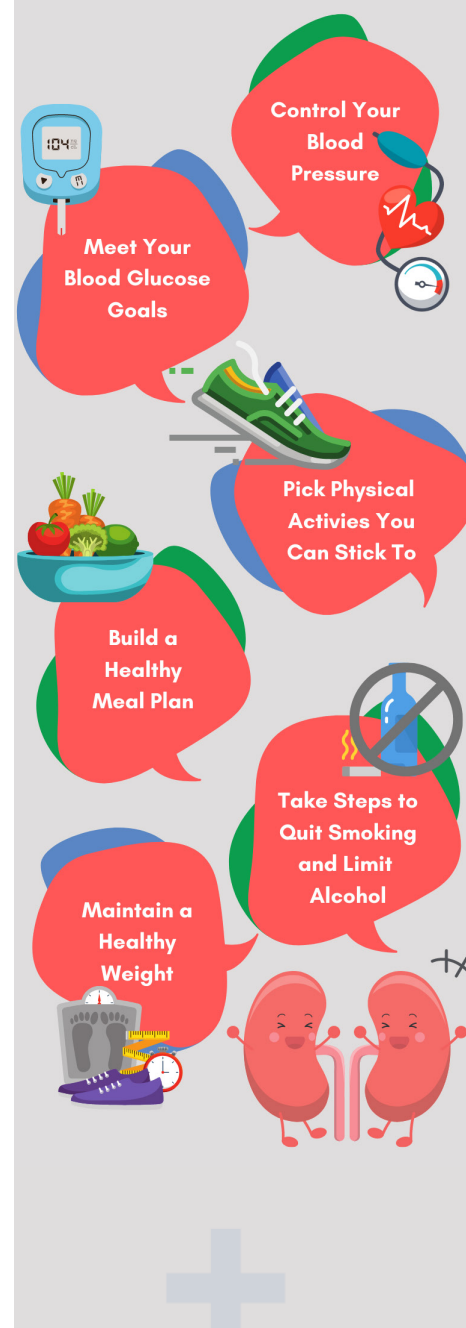 Control Your
Blood
Pressure
104
Meet Your
Blood Glucose
Goals
Pick Physical
Activies You
Can Stick To
Build a
Healthy
Meal Plan
Take Steps to
Quit Smoking
and Limit
Alcohol
Maintain a
Healthy
Weight